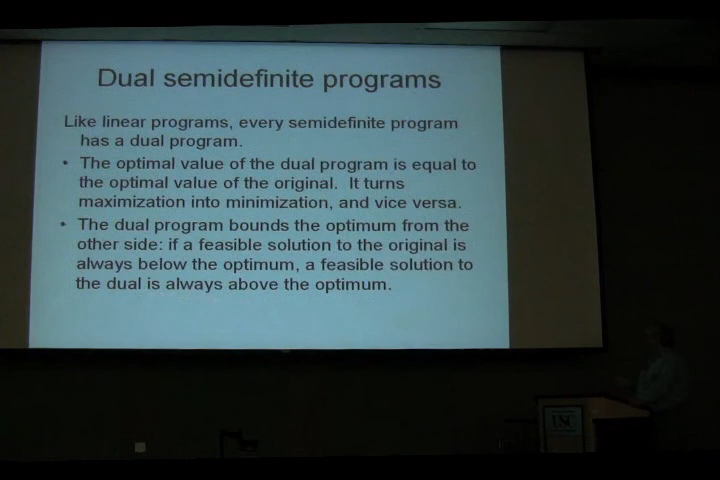 Dual semidefinite programs
Like linear programs, every semidefinite program
has a dual program.
• The optimal value of the dual program is equal to
the optimal value of the original. It turns
maximization into minimization, and vice versa.
• The dual program bounds the optimum from the
other side: if a feasible solution to the original is
always below the optimum, a feasible solution to
the dual is always above the optimum.
USC